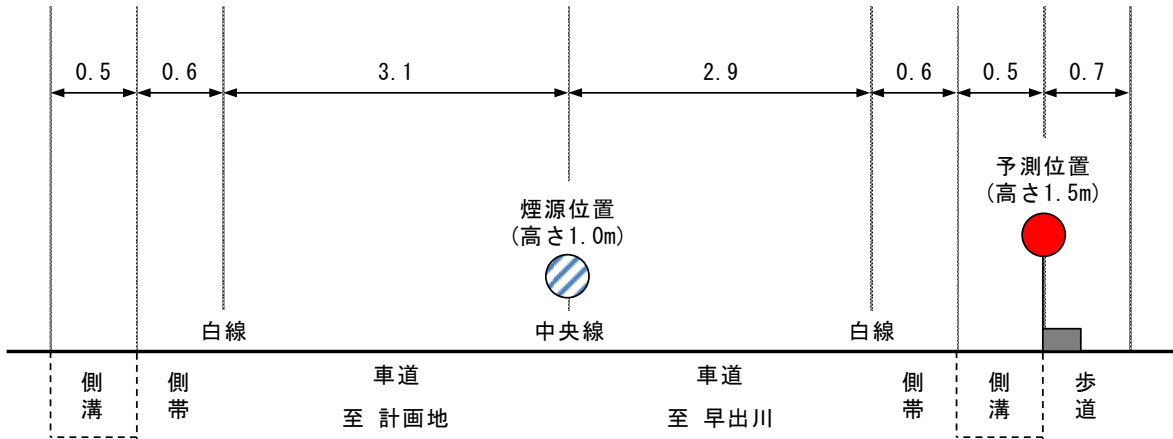 0.5 0.6 3.1 2.9 0.6 0.5 0.7
予測位置
(高さ1.5m)
煙源位置
(高さ1.0m)
白線 中央線 白線
側溝 側帯 車道 車道 側帯 側溝 歩道
至 計画地 至 早出川